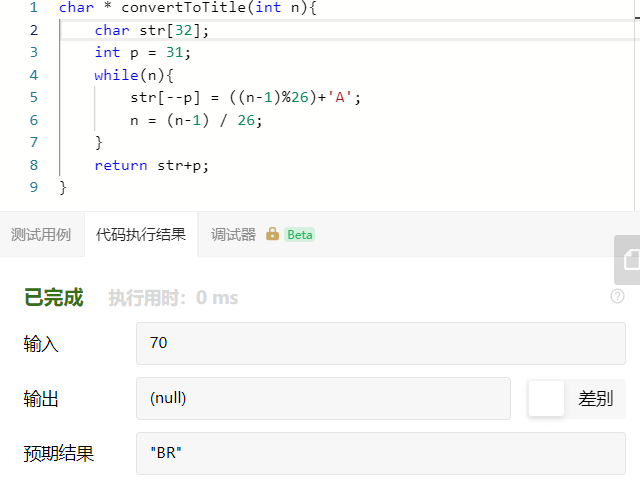 1 char * convertToTitle(int n){
2 char str[32];
3 int p = 31;
4 while(n){
5 str[--p] = ((n-1)%26)+'A';
6 n = (n-1) / 26;
7 }
8 return str+p;
9 }
测试用例 代码执行结果 调试器 Beta
已完成 执行用时: 0 ms
输入 70
输出 (null) 差别
预期结果 "BR"